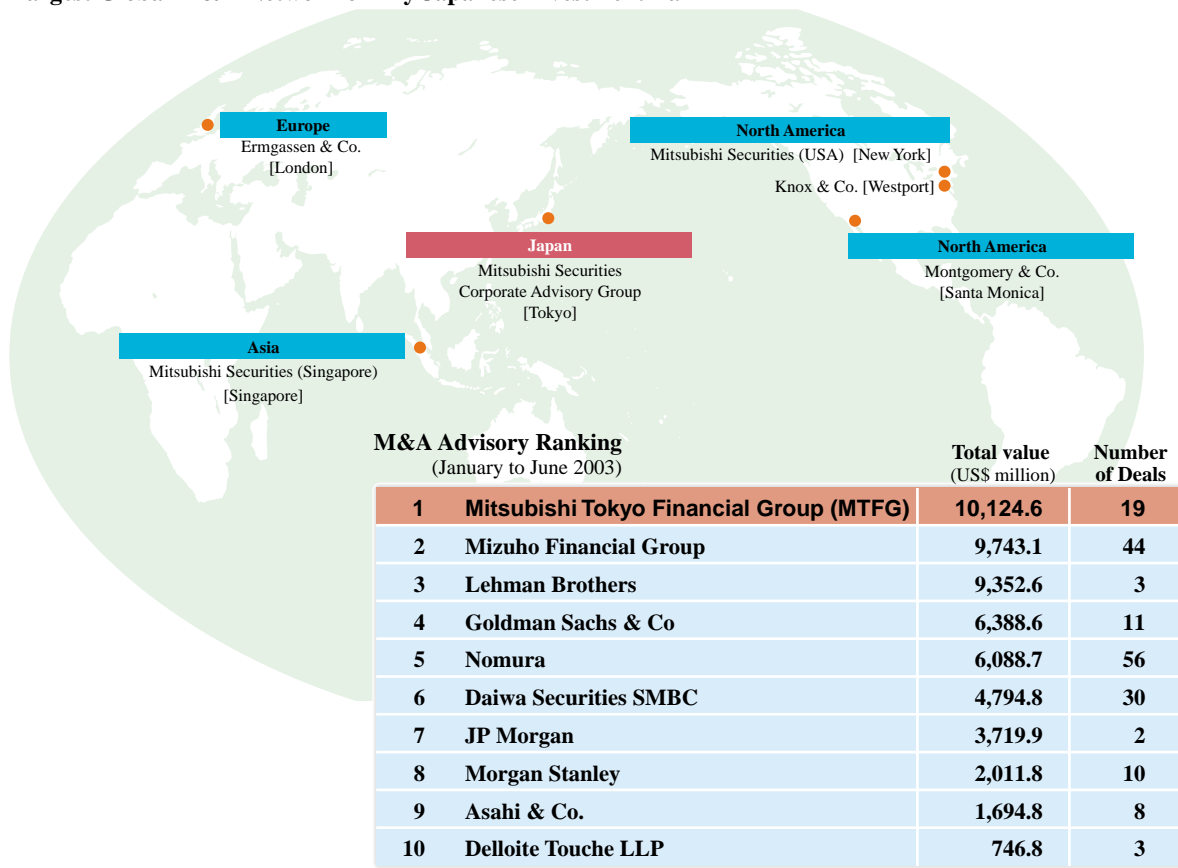 Europe
Ermgassen & Co.
[London]
North America
Mitsubishi Securities (USA) [New York]
Knox & Co. [Westport]
Japan
Mitsubishi Securities
Corporate Advisory Group
[Tokyo]
North America
Montgomery & Co.
[Santa Monica]
Asia
Mitsubishi Securities (Singapore)
[Singapore]
M&A Advisory Ranking
(January to June 2003)
Total value
(US$ million)
Number
of Deals
1 Mitsubishi Tokyo Financial Group (MTFG) 10,124.6 19
2 Mizuho Financial Group 9,743.1 44
3 Lehman Brothers 9,352.6 3
4 Goldman Sachs & Co 6,388.6 11
5 Nomura 6,088.7 56
6 Daiwa Securities SMBC 4,794.8 30
7 JP Morgan 3,719.9 2
8 Morgan Stanley 2,011.8 10
9 Asahi & Co. 1,694.8 8
10 Delloite Touche LLP 746.8 3